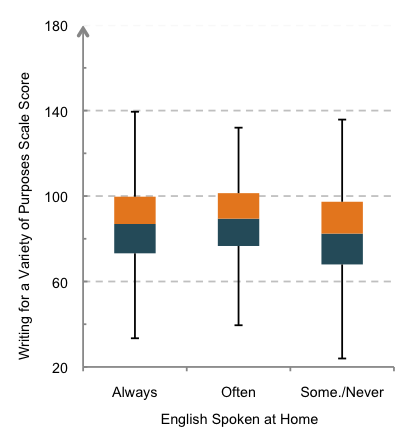 Writing for a Variety of Purposes Scale Score
180
140
100
60
20
Always Often Some./Never
English Spoken at Home